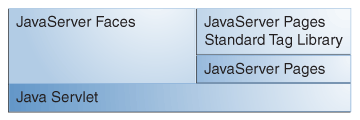 JavaServer Faces
JavaServer Pages
Standard Tag Library
JavaServer Pages
Java Servlet